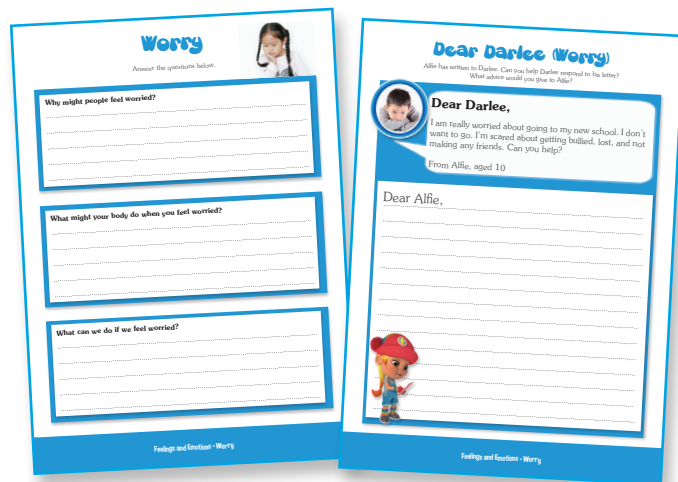 Worry
Answer the questions below.
Why might people feel worried?
What might your body do when you feel worried?
What can we do if we feel worried?
Feelings and Emotions - Worry
Dear Darlee (Worry)
Alfie has written to Darlee. Can you help Darlee respond to his letter?
What advice would you give to Alfie?
Dear Darlee,
I am really worried about going to my new school. I don't
want to go. I'm scared about getting bullied, lost, and not
making any friends. Can you help?
From Alfie, aged 10
Dear Alfie,
Feelings and Emotions - Worry